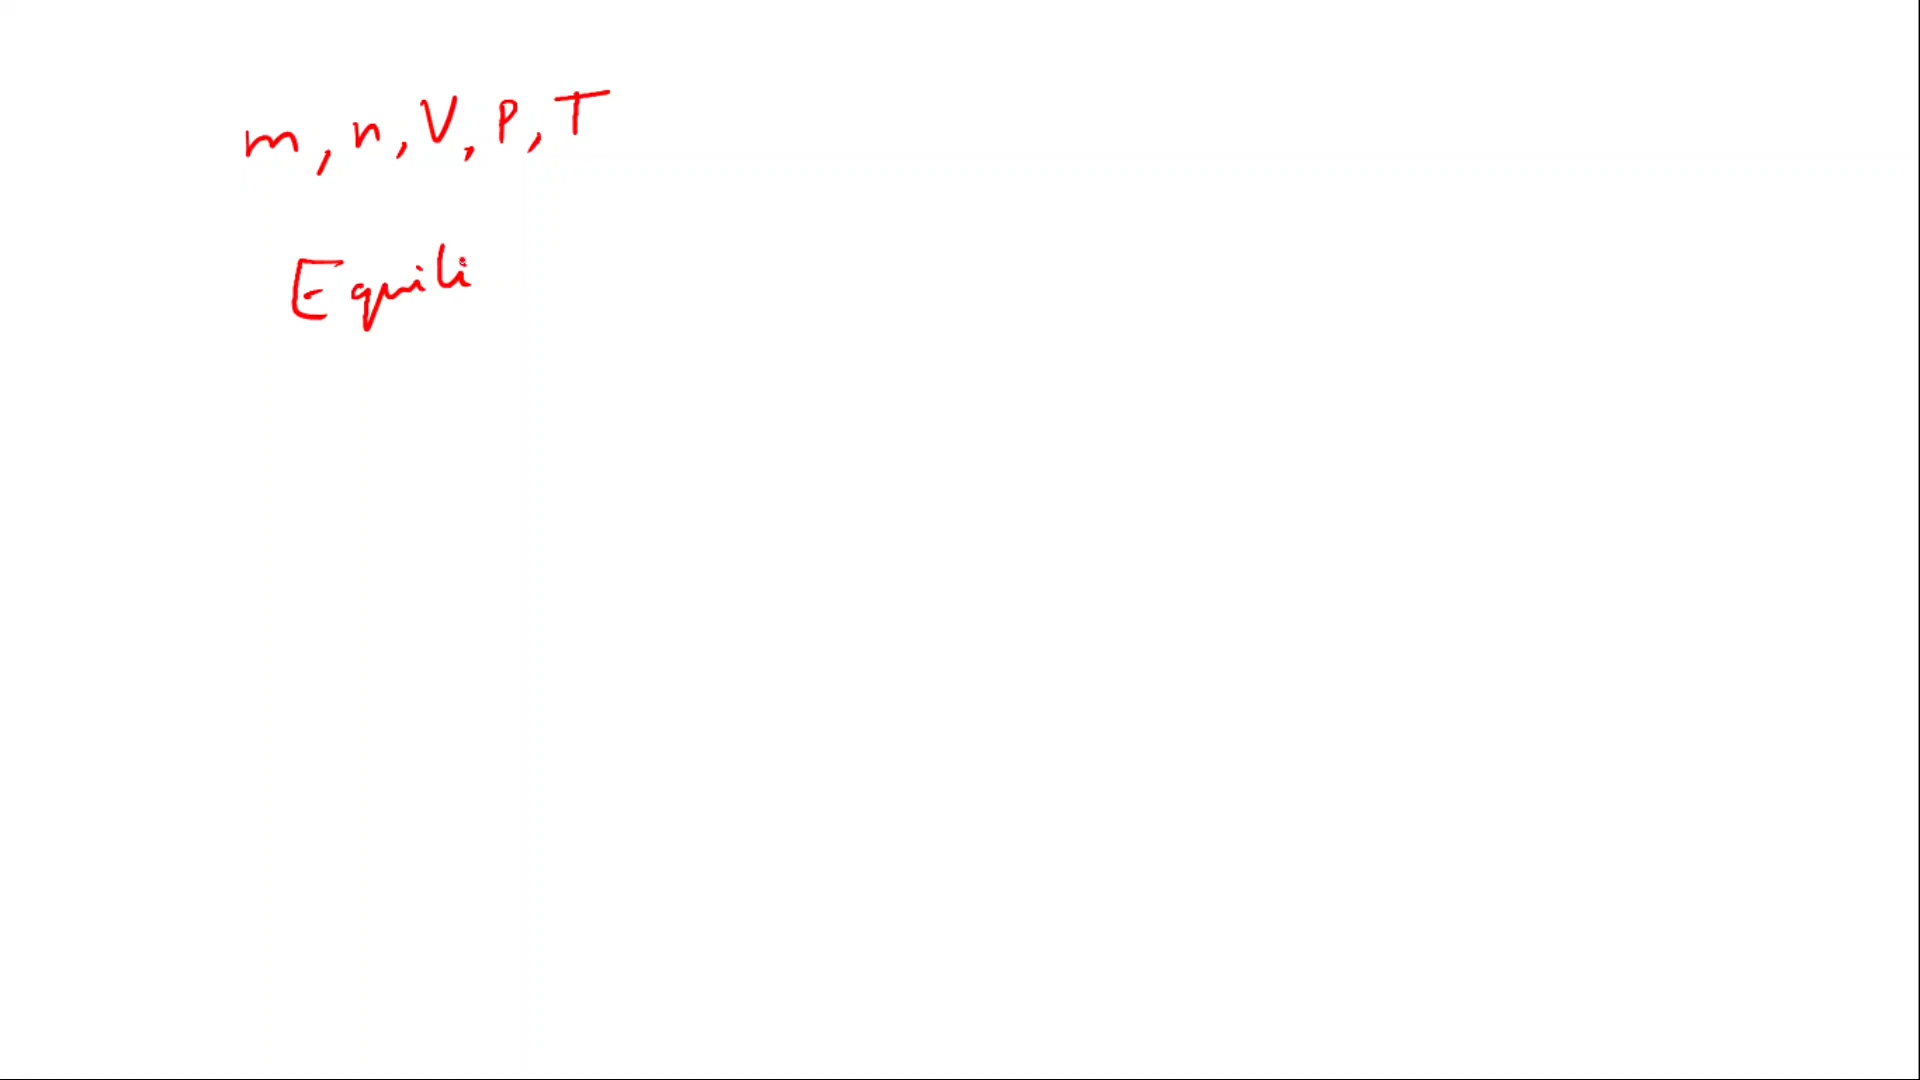 m, n, V, P, T
Equili